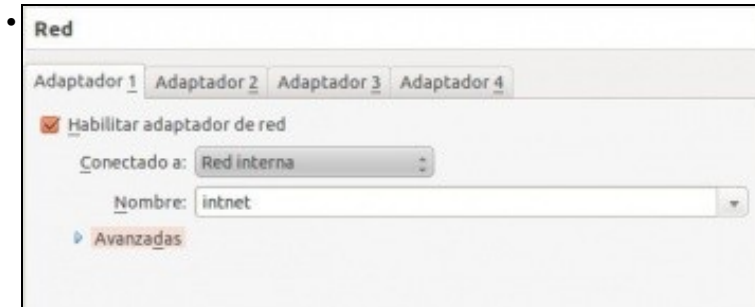 Red
Adaptador 1 Adaptador 2 Adaptador 3 Adaptador 4
Habilitar adaptador de red
Conectado a: Red interna
Nombre: intnet
Avanzadas